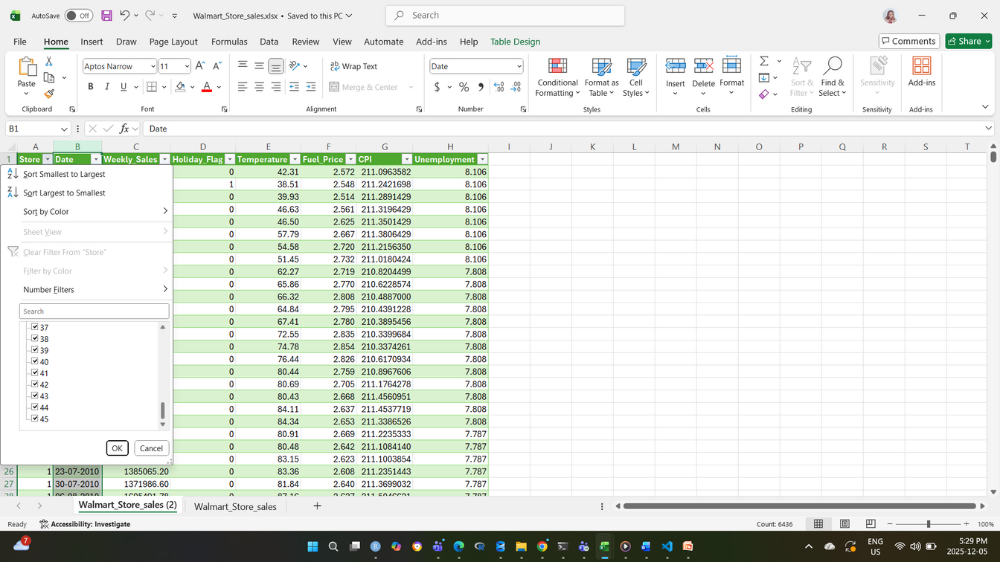 AutoSave Off Walmart_Store_sales.xlsx • Saved to this PC Search
File Home Insert Draw Page Layout Formulas Data Review View Automate Add-ins Help Table Design Comments Share
Paste Aptos Narrow 11 Wrap Text Date Conditional Formatting Format as Table Cell Styles Insert Delete Format Sort & Filter Find & Select Sensitivity Add-ins
B I U A Merge & Center $ % ,
Clipboard Font Alignment Number Styles Cells Editing Sensitivity Add-ins
B1 fx Date
A B C D E F G H I J K L M N O P Q R S T
1 Store Date Weekly_Sales Holiday_Flag Temperature Fuel_Price CPI Unemployment
0 42.31 2.572 211.0963582 8.106
1 38.51 2.548 211.2421698 8.106
0 39.93 2.514 211.2891429 8.106
0 46.63 2.561 211.3196429 8.106
0 46.50 2.625 211.3501429 8.106
0 57.79 2.667 211.3806429 8.106
0 54.58 2.720 211.2156350 8.106
0 51.45 2.732 211.0180424 8.106
0 62.27 2.719 210.8204499 7.808
0 65.86 2.770 210.6228574 7.808
0 66.32 2.808 210.4887000 7.808
0 64.84 2.795 210.4391228 7.808
0 67.41 2.780 210.3895456 7.808
0 72.55 2.835 210.3399684 7.808
0 74.78 2.854 210.3374261 7.808
0 76.44 2.826 210.6170934 7.808
0 80.44 2.759 210.8967606 7.808
0 80.69 2.705 211.1764278 7.808
0 80.43 2.668 211.4560951 7.808
0 84.11 2.637 211.4537719 7.808
0 84.34 2.653 211.3386526 7.808
0 80.91 2.669 211.2235333 7.787
0 80.48 2.642 211.1084140 7.787
0 83.15 2.623 211.1003854 7.787
26 1 23-07-2010 1385065.20 0 83.36 2.608 211.2351443 7.787
27 1 30-07-2010 1371986.60 0 81.84 2.640 211.3699032 7.787
Sort Smallest to Largest
Sort Largest to Smallest
Sort by Color
Sheet View
Clear Filter From "Store"
Filter by Color
Number Filters
Search
37
38
39
40
41
42
43
44
45
OK Cancel
Walmart_Store_sales (2) Walmart_Store_sales
Ready Accessibility: Investigate Count: 6436 100%
7 ENG US 5:29 PM 2025-12-05